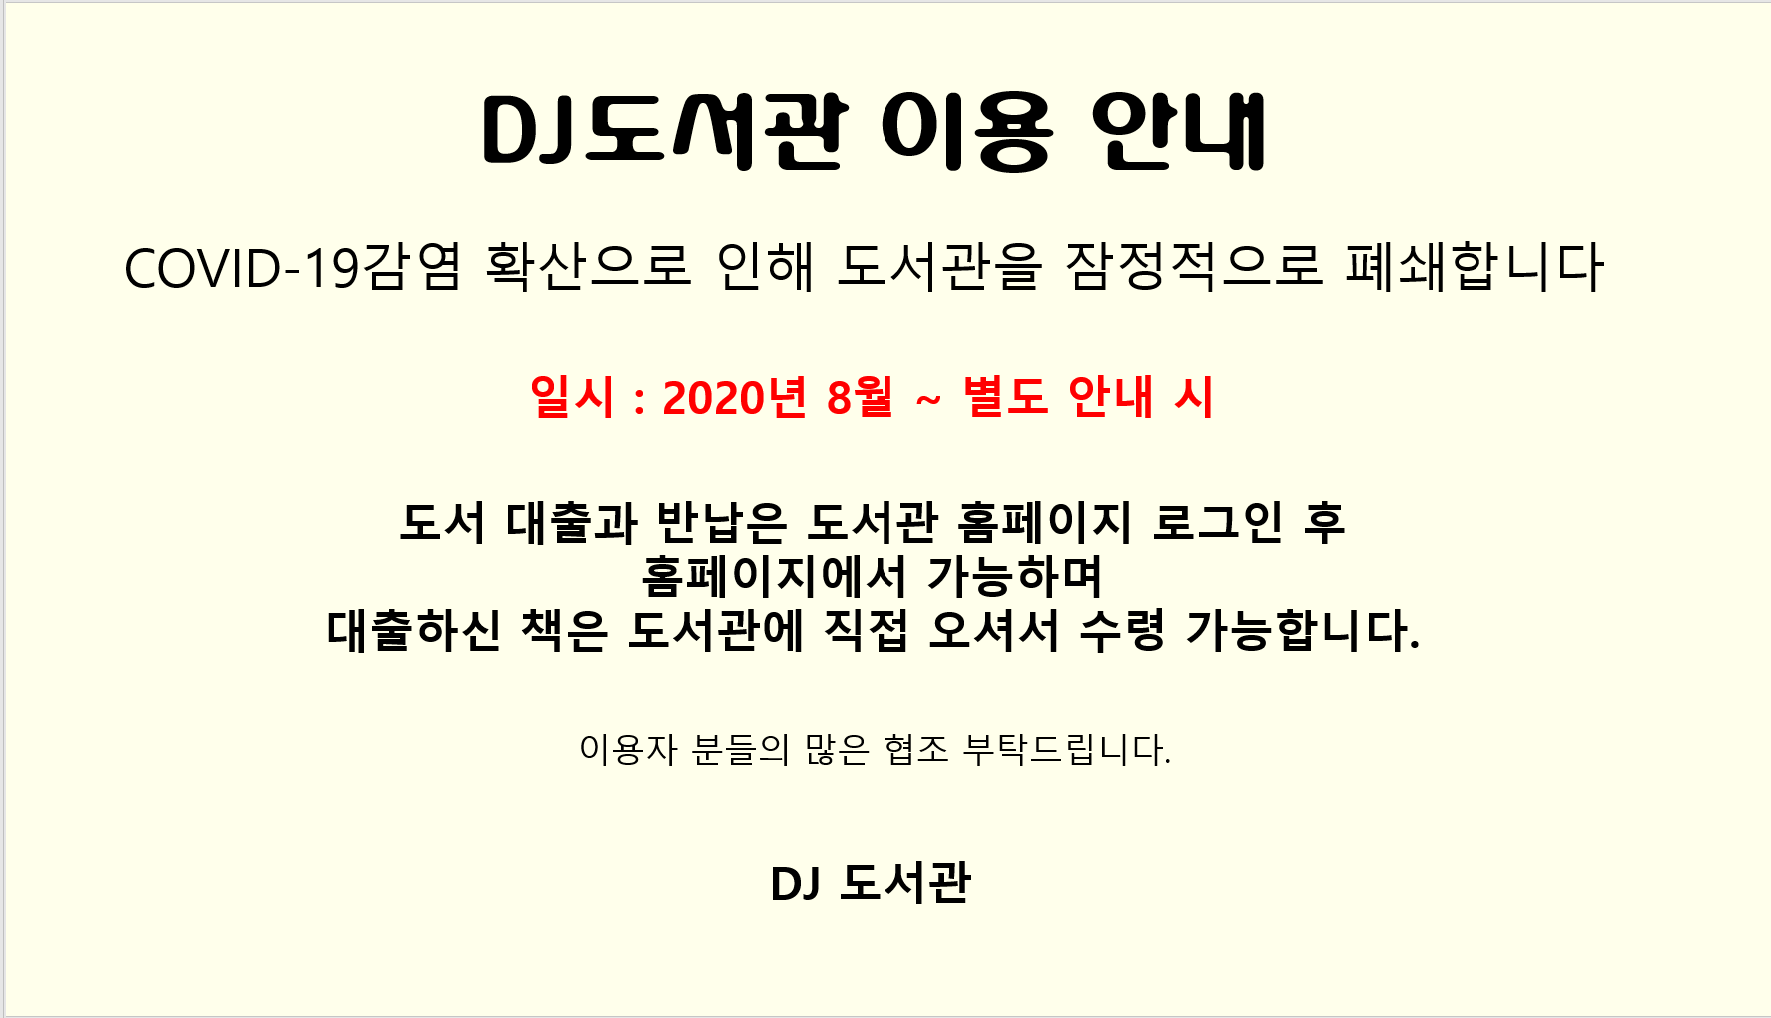 DJ도서관 이용 안내
COVID-19감염 확산으로 인해 도서관을 잠정적으로 폐쇄합니다
일시 : 2020년 8월 ~ 별도 안내 시
도서 대출과 반납은 도서관 홈페이지 로그인 후
홈페이지에서 가능하며
대출하신 책은 도서관에 직접 오셔서 수령 가능합니다.
이용자 분들의 많은 협조 부탁드립니다.
DJ 도서관